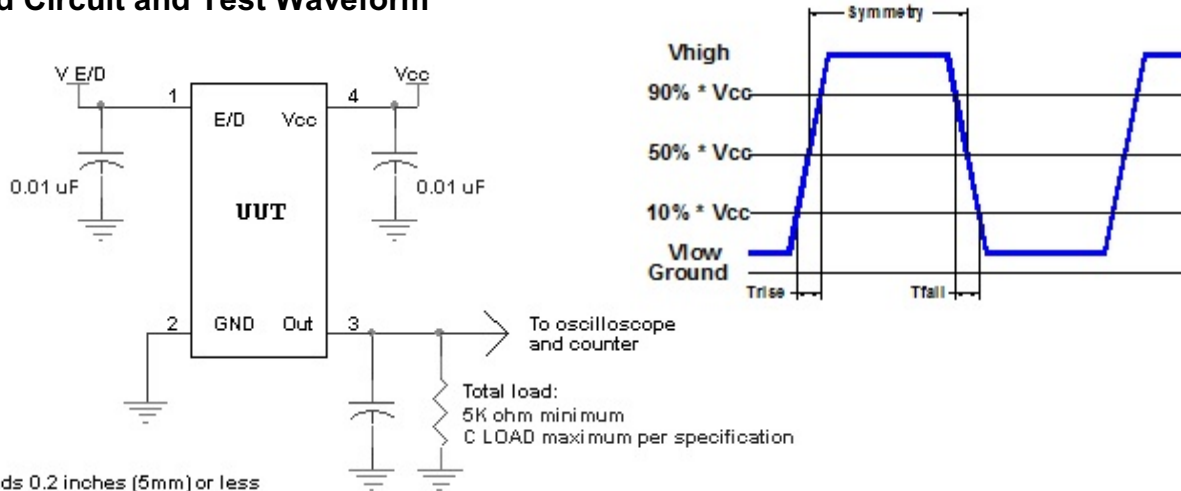 d Circuit and Test Waveform
V E/D
Vcc
1
4
E/D
Vcc
0.01 uF
0.01 uF
UUT
2
GND
Out
3
To oscilloscope
and counter
Total load:
5K ohm minimum
C LOAD maximum per specification
ds 0.2 inches (5mm) or less
Symmetry
Vhigh
90% * Vcc
50% * Vcc
10% * Vcc
Vlow
Ground
Trise
Tfall